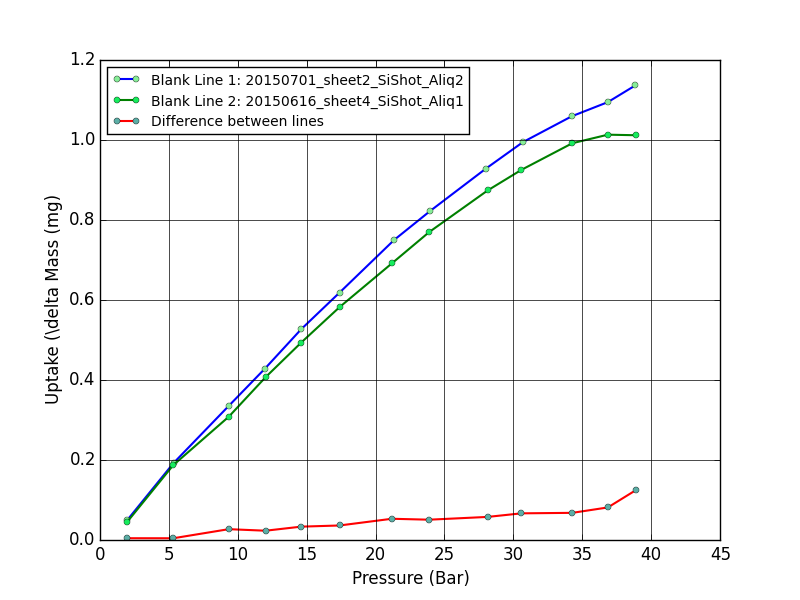 Blank Line 1: 20150701_sheet2_SiShot_Aliq2
Blank Line 2: 20150616_sheet4_SiShot_Aliq1
Difference between lines
1.2
1.0
0.8
0.6
0.4
0.2
0.0
Uptake (\delta Mass (mg)
0 5 10 15 20 25 30 35 40 45
Pressure (Bar)